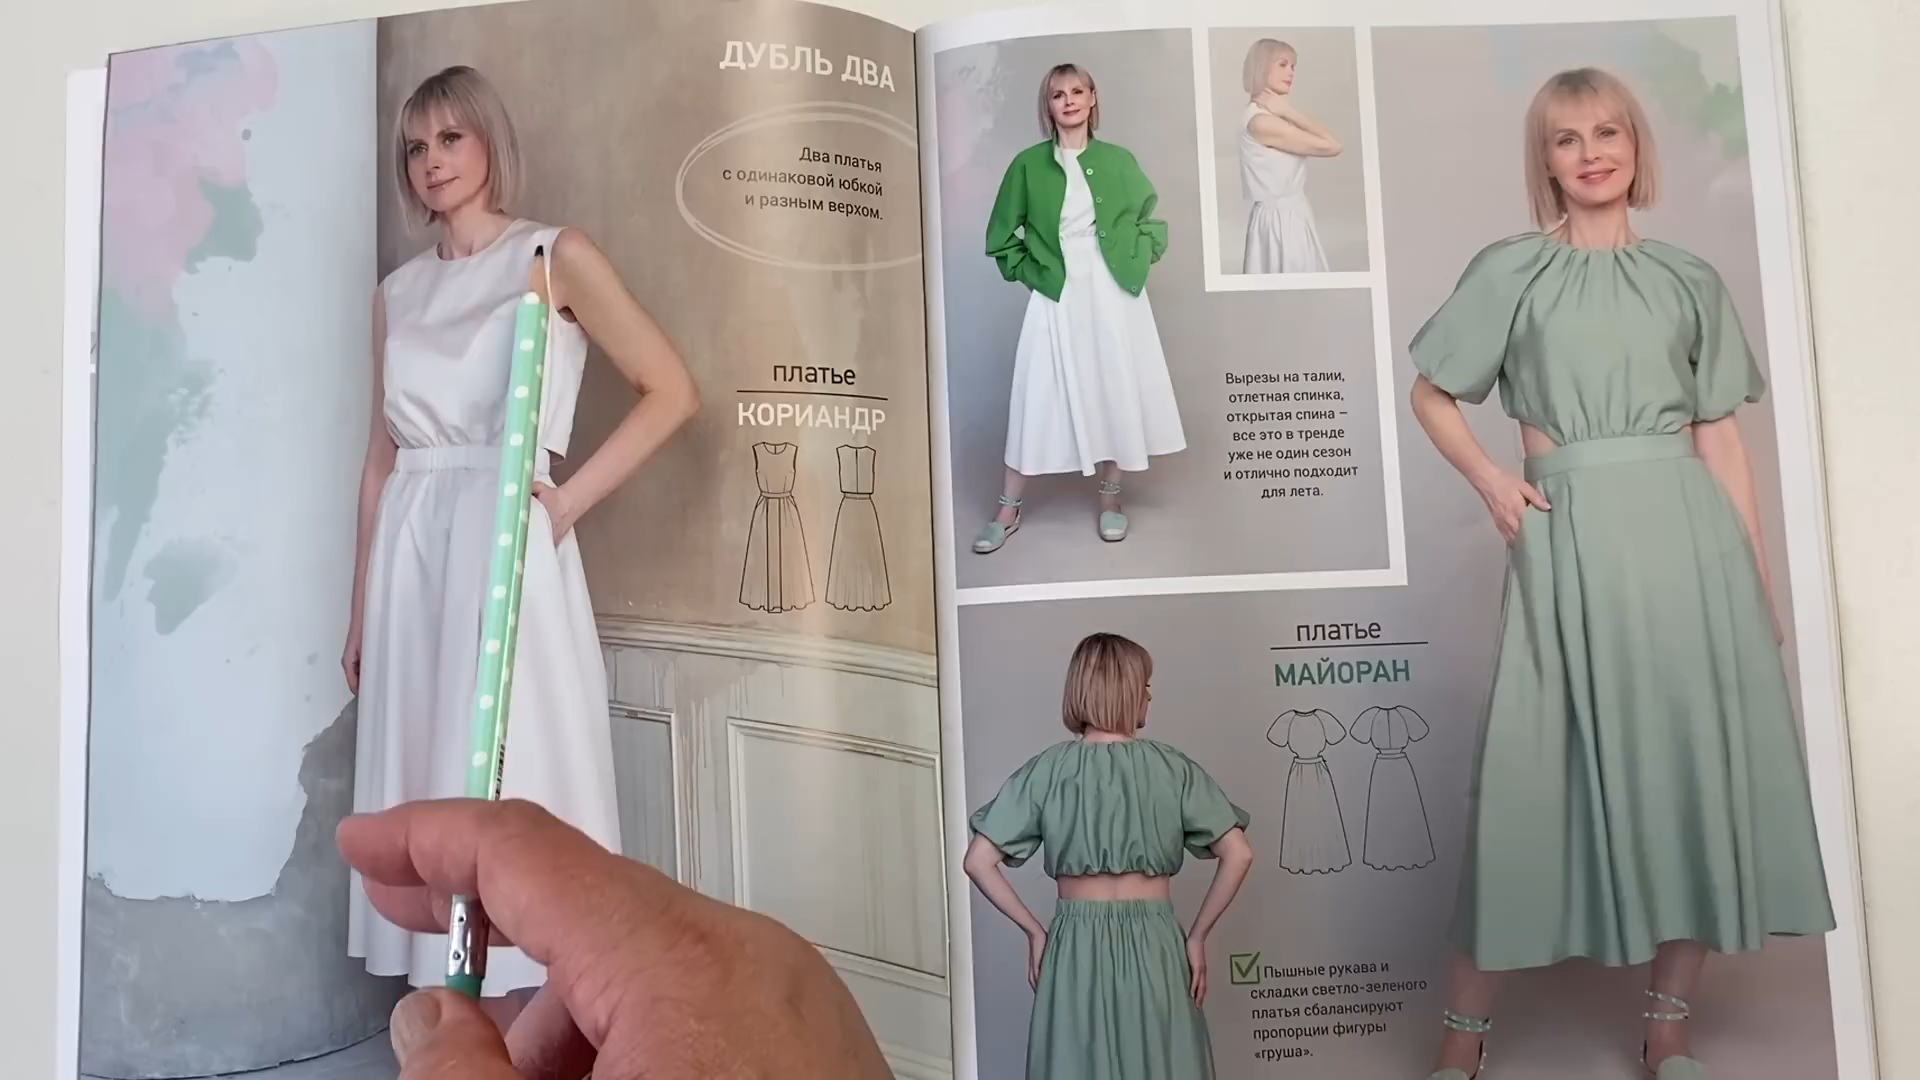 ДУБЛЬ ДВА
Два платья
с одинаковой юбкой
и разным верхом.
платье
КОРИАНДР
Вырезы на талии,
отлетная спинка,
открытая спина –
все это в тренде
уже не один сезон
и отлично подходит
для лета.
платье
МАЙОРАН
Пышные рукава и
складки светло-зеленого
платья сбалансируют
пропорции фигуры
«груша».